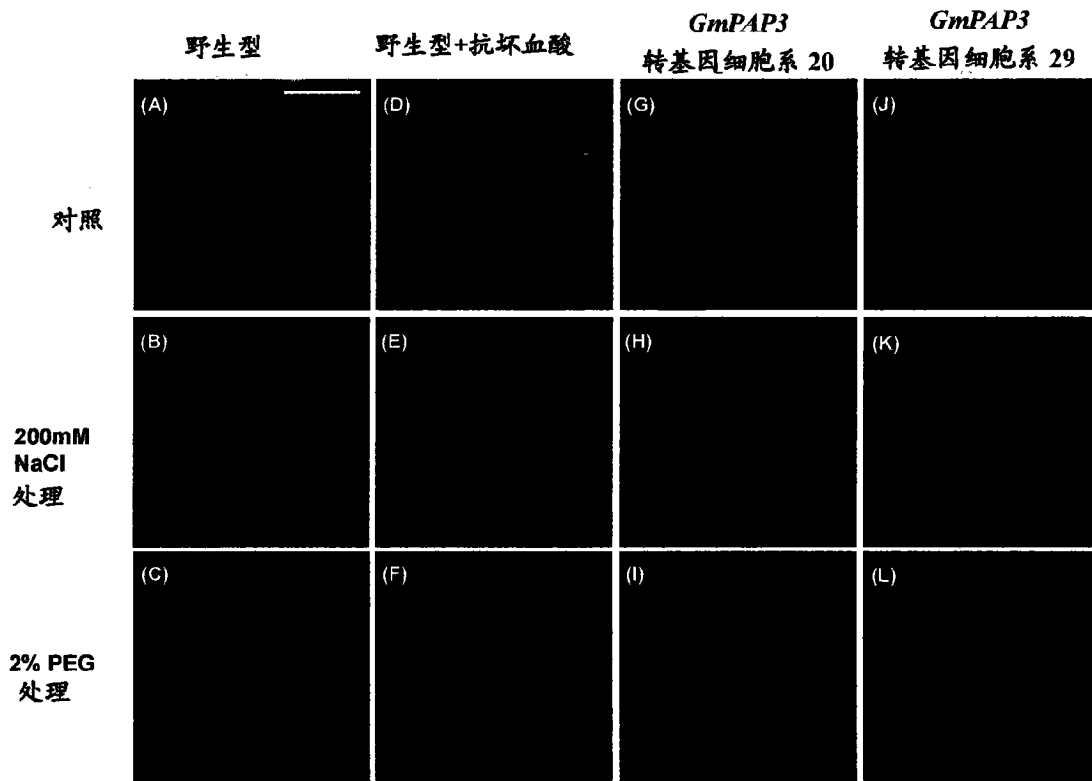 野生型
野生型+抗坏血酸
GmPAP3
转基因细胞系 20
GmPAP3
转基因细胞系 29
对照
(A)
(D)
(G)
(J)
200mM
NaCl
处理
(B)
(E)
(H)
(K)
2% PEG
处理
(C)
(F)
(I)
(L)